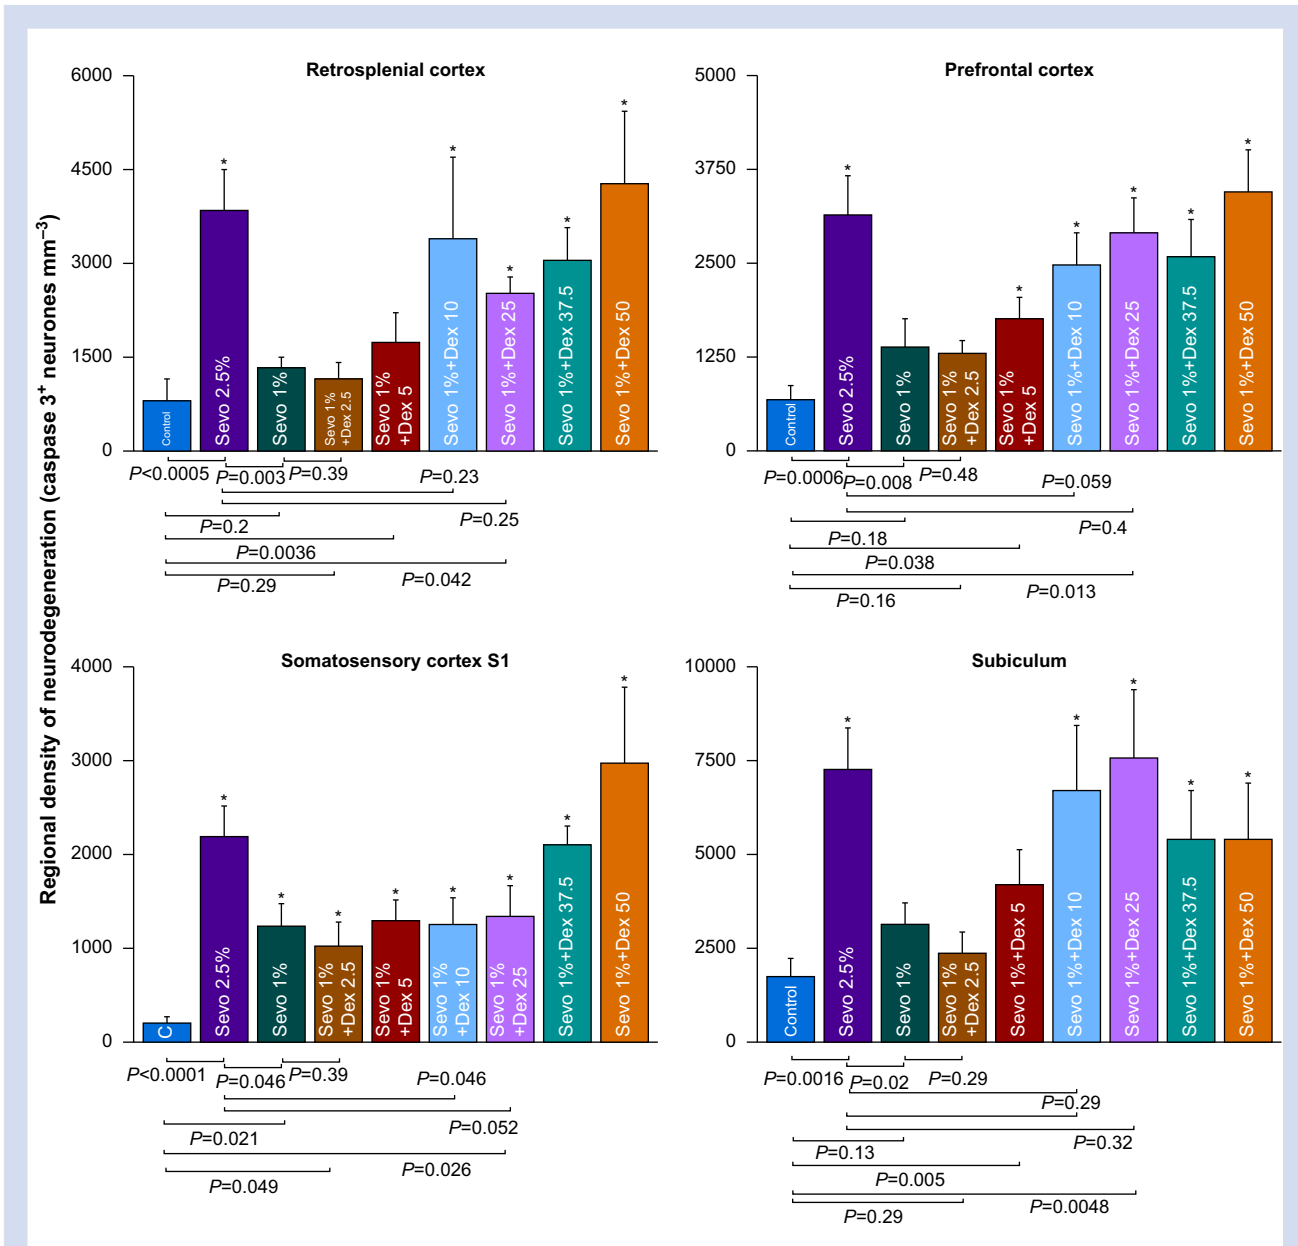 Regional density of neurodegeneration (caspase 3⁺ neurones mm⁻³)
Retrosplenial cortex
6000
4500
3000
1500
0
*
*
*
*
*
Control
Sevo 2.5%
Sevo 1%
Sevo 1%
+Dex 2.5
Sevo 1%
+Dex 5
Sevo 1%+Dex 10
Sevo 1%+Dex 25
Sevo 1%+Dex 37.5
Sevo 1%+Dex 50
P<0.0005
P=0.003
P=0.39
P=0.23
P=0.25
P=0.2
P=0.0036
P=0.042
P=0.29
Prefrontal cortex
5000
3750
2500
1250
0
*
*
*
*
*
*
Control
Sevo 2.5%
Sevo 1%
Sevo 1%
+Dex 2.5
Sevo 1%
+Dex 5
Sevo 1%+Dex 10
Sevo 1%+Dex 25
Sevo 1%+Dex 37.5
Sevo 1%+Dex 50
P=0.0006
P=0.008
P=0.48
P=0.059
P=0.4
P=0.18
P=0.038
P=0.013
P=0.16
Somatosensory cortex S1
4000
3000
2000
1000
0
*
*
*
*
*
*
*
*
C
Sevo 2.5%
Sevo 1%
Sevo 1%
+Dex 2.5
Sevo 1%
+Dex 5
Sevo 1%
+Dex 10
Sevo 1%
+Dex 25
Sevo 1%+Dex 37.5
Sevo 1%+Dex 50
P<0.0001
P=0.046
P=0.39
P=0.046
P=0.052
P=0.021
P=0.026
P=0.049
Subiculum
10000
7500
5000
2500
0
*
*
*
*
*
Control
Sevo 2.5%
Sevo 1%
Sevo 1%
+Dex 2.5
Sevo 1%+Dex 5
Sevo 1%+Dex 10
Sevo 1%+Dex 25
Sevo 1%+Dex 37.5
Sevo 1%+Dex 50
P=0.0016
P=0.02
P=0.29
P=0.29
P=0.32
P=0.13
P=0.005
P=0.0048
P=0.29